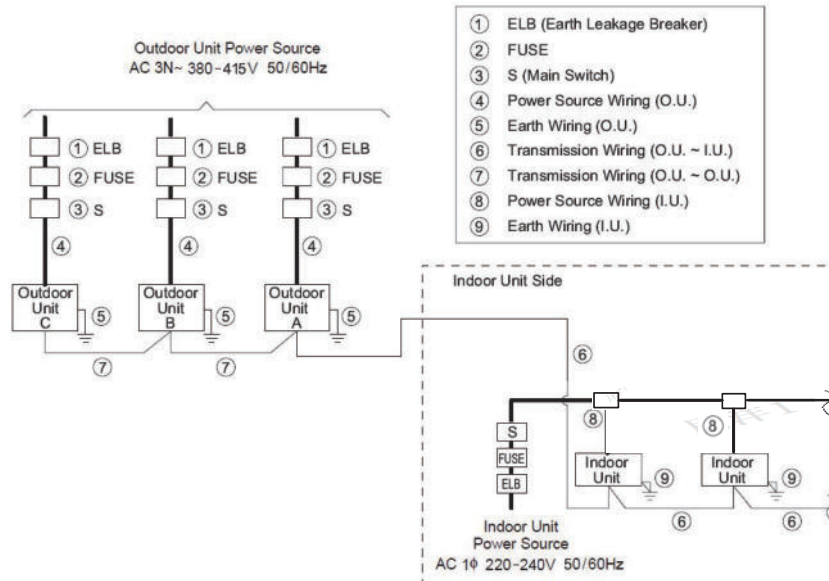 Outdoor Unit Power Source
AC 3N~ 380-415V 50/60Hz
① ELB (Earth Leakage Breaker)
② FUSE
③ S (Main Switch)
④ Power Source Wiring (O.U.)
⑤ Earth Wiring (O.U.)
⑥ Transmission Wiring (O.U. ~ I.U.)
⑦ Transmission Wiring (O.U. ~ O.U.)
⑧ Power Source Wiring (I.U.)
⑨ Earth Wiring (I.U.)
① ELB ① ELB ① ELB
② FUSE ② FUSE ② FUSE
③ S ③ S ③ S
④ ④ ④
Outdoor
Unit
C
⑤
Outdoor
Unit
B
⑤
Outdoor
Unit
A
⑤
⑦ ⑦
Indoor Unit Side
⑥
⑧ ⑧
S
FUSE
ELB
Indoor
Unit
⑨
Indoor
Unit
⑨
⑥ ⑥
Indoor Unit
Power Source
AC 1ϕ 220-240V 50/60Hz